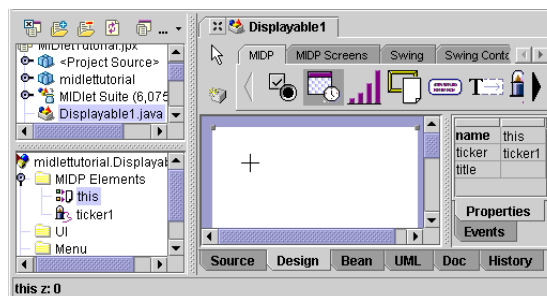 Displayable1
MIDletTutorial.jpx
<Project Source>
midlettutorial
MIDlet Suite (6,075
Displayable1.java
MIDP
MIDP Screens
Swing
Swing Conta
midlettutorial.Displayab
MIDP Elements
this
ticker1
UI
Menu
name this
ticker ticker1
title
Properties
Events
Source Design Bean UML Doc History
this z: 0